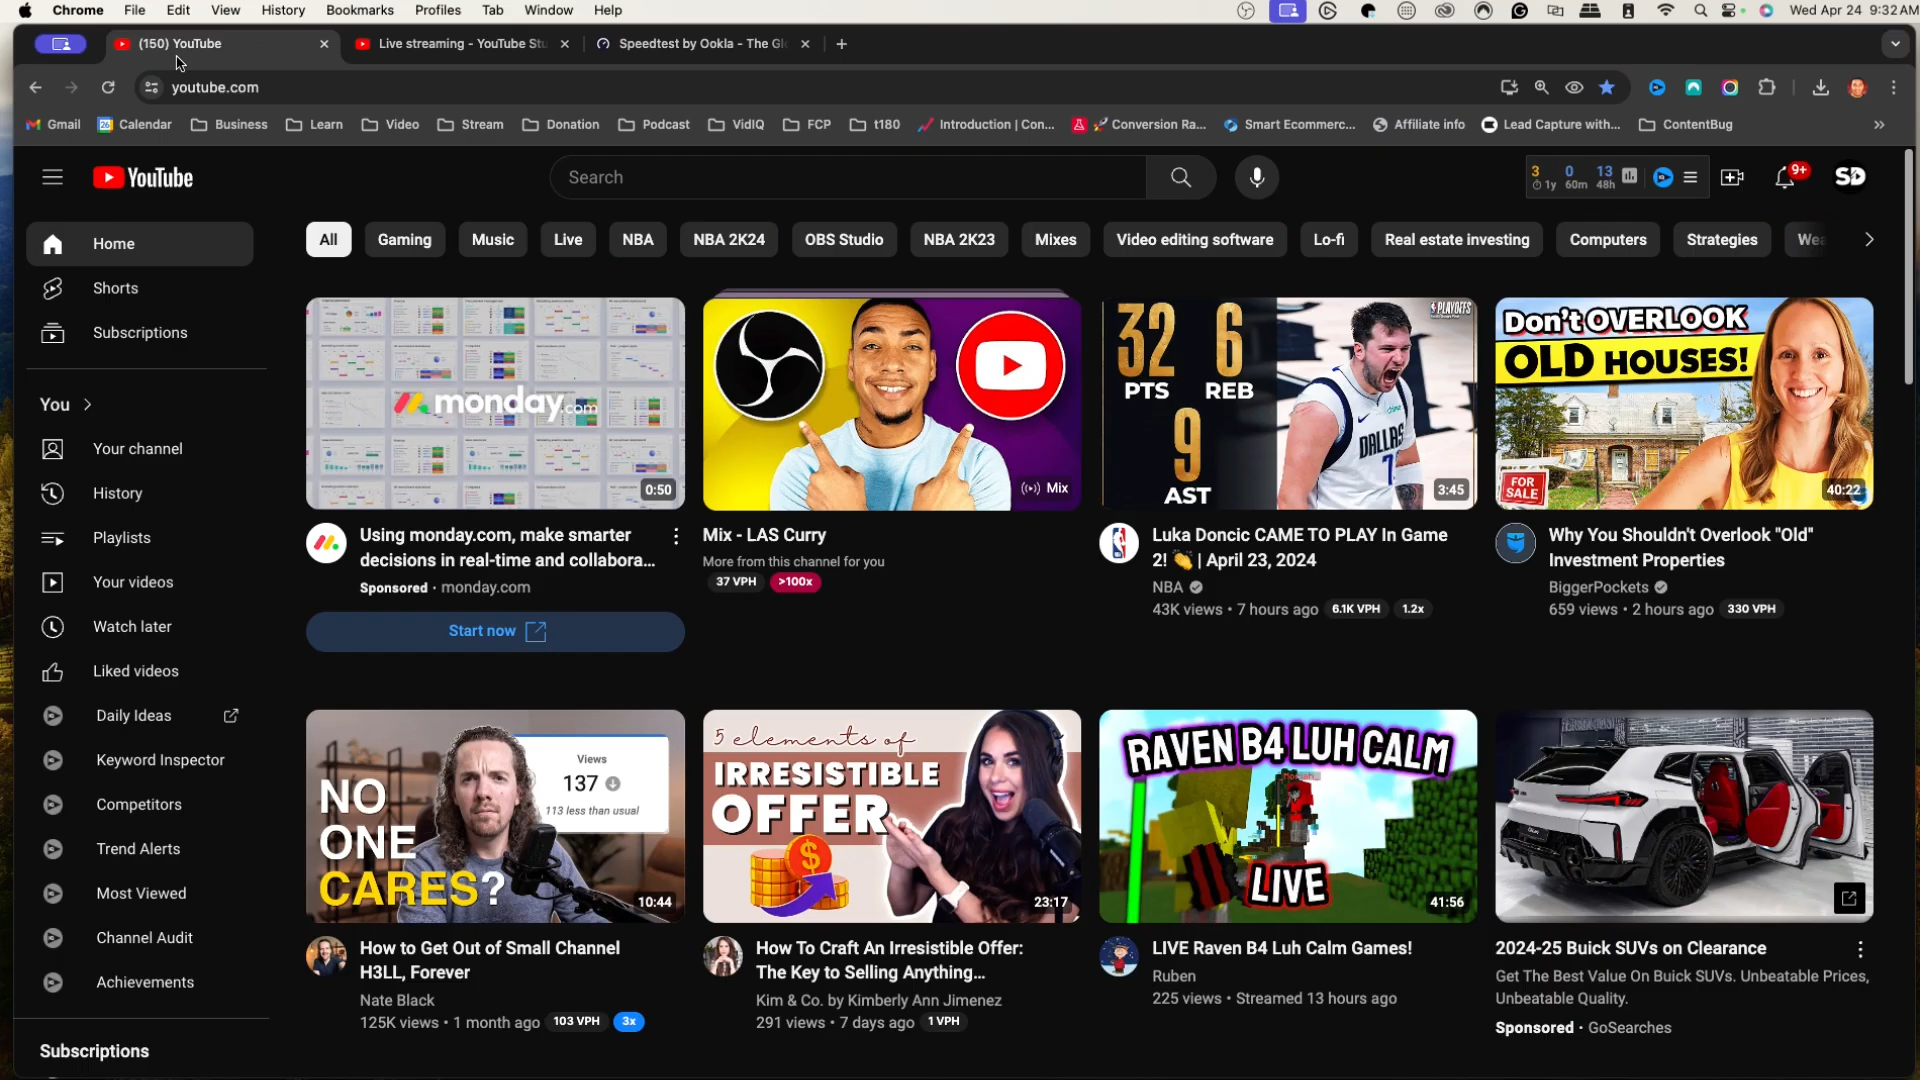 Chrome File Edit View History Bookmarks Profiles Tab Window Help Wed Apr 24 9:32 AM
(150) YouTube Live streaming - YouTube Stu Speedtest by Ookla - The Gl
youtube.com
Gmail Calendar Business Learn Video Stream Donation Podcast VidIQ FCP t180 Introduction | Con... Conversion Ra... Smart Ecommerc... Affiliate info Lead Capture with... ContentBug »
YouTube Search 3 1y 0 60m 13 48h 9+ SD
All Gaming Music Live NBA NBA 2K24 OBS Studio NBA 2K23 Mixes Video editing software Lo-fi Real estate investing Computers Strategies
Home
Shorts
Subscriptions
You
Your channel
History
Playlists
Your videos
Watch later
Liked videos
Daily Ideas
Keyword Inspector
Competitors
Trend Alerts
Most Viewed
Channel Audit
Achievements
Subscriptions
monday.com
0:50
Using monday.com, make smarter
decisions in real-time and collabora...
Sponsored • monday.com
Start now
Mix
Mix - LAS Curry
More from this channel for you
37 VPH >100x
32 6
PTS REB
9
AST
PLAYOFFS
DALLAS
7
3:45
Luka Doncic CAME TO PLAY In Game
2! 👏 | April 23, 2024
NBA
43K views • 7 hours ago 6.1K VPH 1.2x
Don't OVERLOOK
OLD HOUSES!
FOR
SALE
40:22
Why You Shouldn't Overlook "Old"
Investment Properties
BiggerPockets
659 views • 2 hours ago 330 VPH
Views
137
113 less than usual
NO
ONE
CARES?
10:44
How to Get Out of Small Channel
H3LL, Forever
Nate Black
125K views • 1 month ago 103 VPH 3x
5 elements of
IRRESISTIBLE
OFFER
$
23:17
How To Craft An Irresistible Offer:
The Key to Selling Anything...
Kim & Co. by Kimberly Ann Jimenez
291 views • 7 days ago 1 VPH
RAVEN B4 LUH CALM
LIVE
41:56
LIVE Raven B4 Luh Calm Games!
Ruben
225 views • Streamed 13 hours ago
2024-25 Buick SUVs on Clearance
Get The Best Value On Buick SUVs. Unbeatable Prices,
Unbeatable Quality.
Sponsored • GoSearches